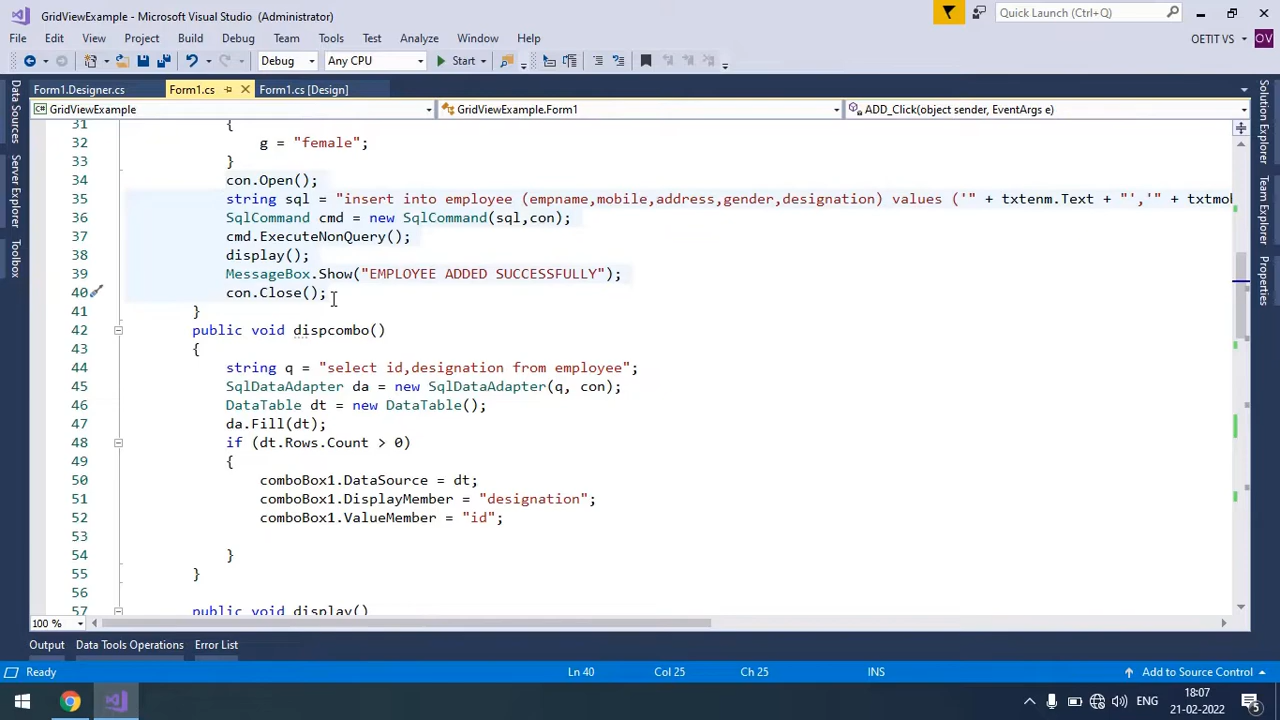 GridViewExample - Microsoft Visual Studio (Administrator)
Quick Launch (Ctrl+Q)
File Edit View Project Build Debug Team Tools Test Analyze Window Help
OETIT VS OV
Debug Any CPU Start
Form1.Designer.cs Form1.cs Form1.cs [Design]
GridViewExample GridViewExample.Form1 ADD_Click(object sender, EventArgs e)
Data Sources
Server Explorer
Toolbox
Solution Explorer
Team Explorer
Properties
31 {
32 g = "female";
33 }
34 con.Open();
35 string sql = "insert into employee (empname,mobile,address,gender,designation) values ('" + txtenm.Text + "','" + txtmob
36 SqlCommand cmd = new SqlCommand(sql,con);
37 cmd.ExecuteNonQuery();
38 display();
39 MessageBox.Show("EMPLOYEE ADDED SUCCESSFULLY");
40 con.Close();
41 }
42 public void dispcombo()
43 {
44 string q = "select id,designation from employee";
45 SqlDataAdapter da = new SqlDataAdapter(q, con);
46 DataTable dt = new DataTable();
47 da.Fill(dt);
48 if (dt.Rows.Count > 0)
49 {
50 comboBox1.DataSource = dt;
51 comboBox1.DisplayMember = "designation";
52 comboBox1.ValueMember = "id";
53
54 }
55 }
56
57 public void display()
100 %
Output Data Tools Operations Error List
Ready Ln 40 Col 25 Ch 25 INS Add to Source Control
ENG 18:07
21-02-2022 5